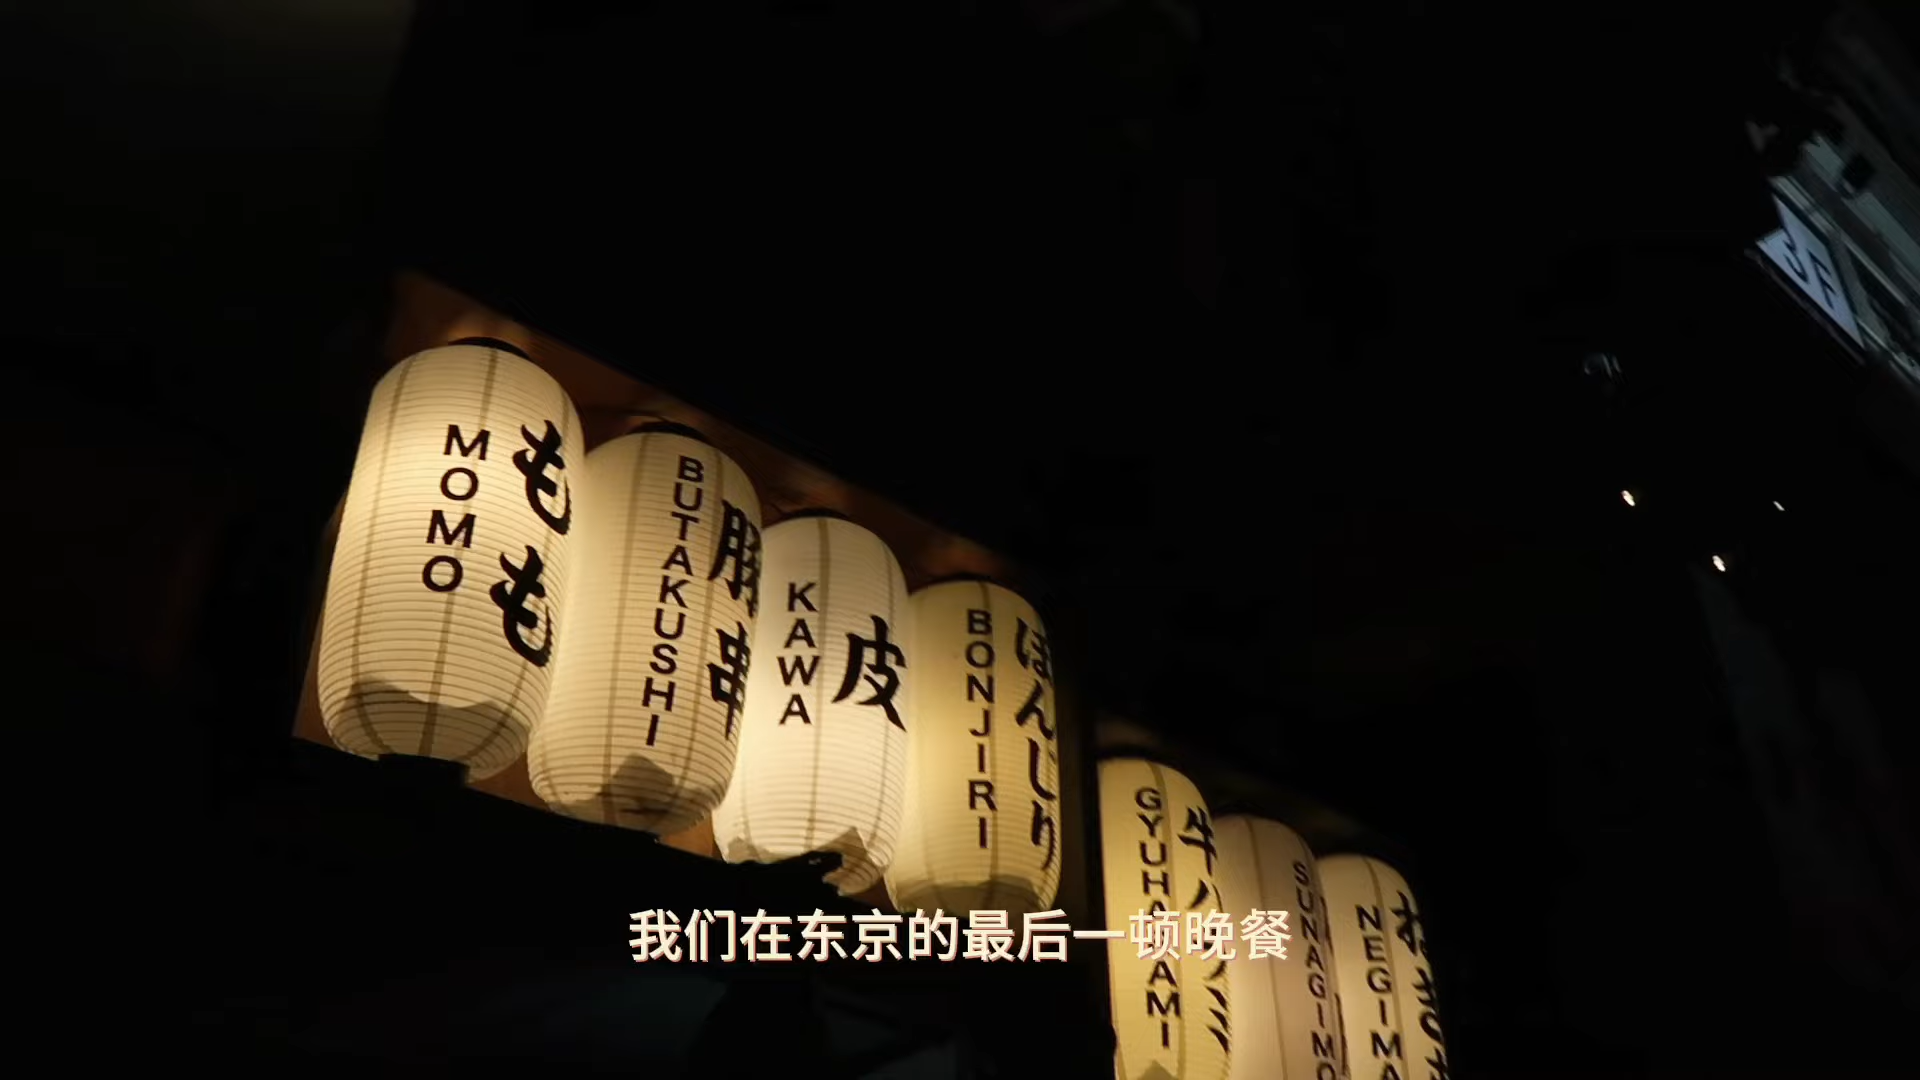 MOMO
もも
BUTAKUSHI
豚串
KAWA
皮
BONJIRI
ぼんじり
GYUHARAMI
牛ハラミ
SUNAGIMO
NEGIMA
我们在东京的最后一顿晚餐